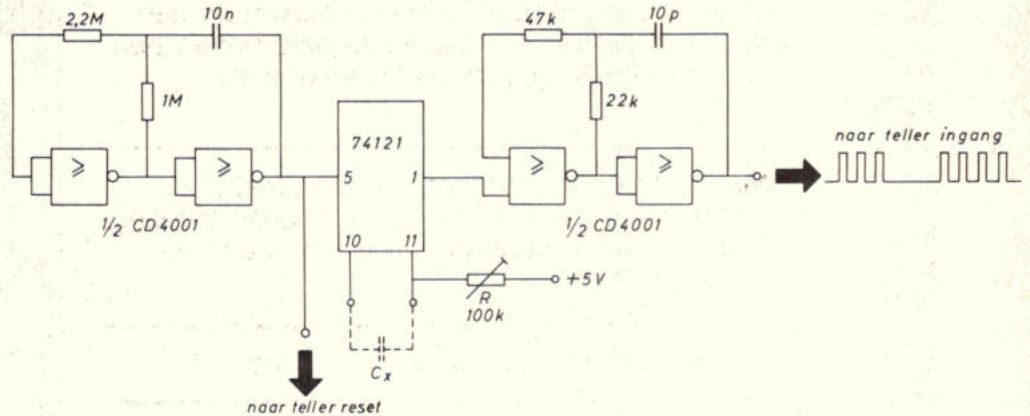 2,2M
10n
1M
74121
5
1
10
11
≥
≥
1/2 CD4001
47k
10p
22k
≥
≥
1/2 CD4001
naar teller ingang
R
100k
+5V
Cx
naar teller reset